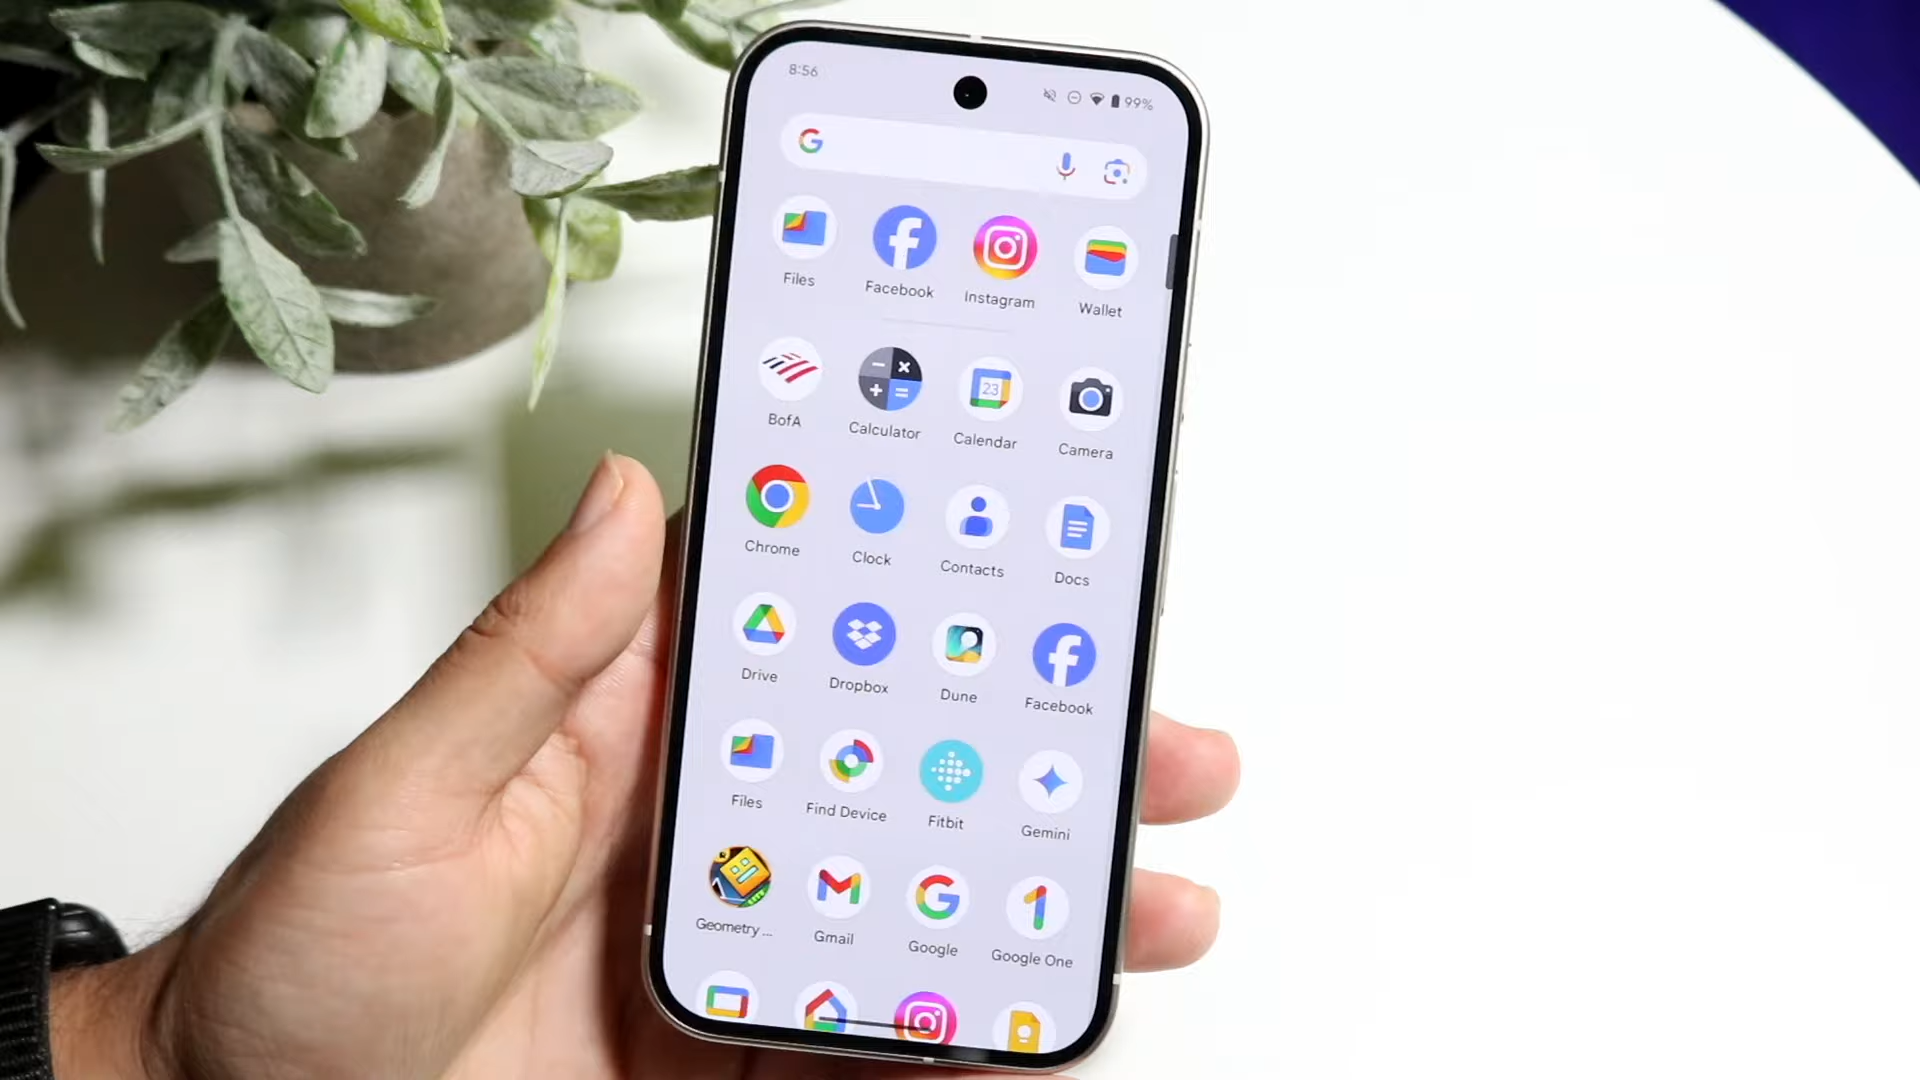 8:56 99%
Files Facebook Instagram Wallet
BofA Calculator Calendar Camera
23
Chrome Clock Contacts Docs
Drive Dropbox Dune Facebook
Files Find Device Fitbit Gemini
Geometry ... Gmail Google Google One